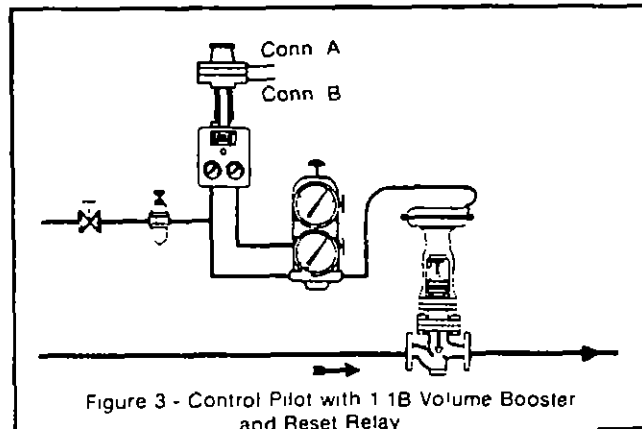 Conn A
Conn B
Figure 3 - Control Pilot with 1 1B Volume Booster
and Reset Relay